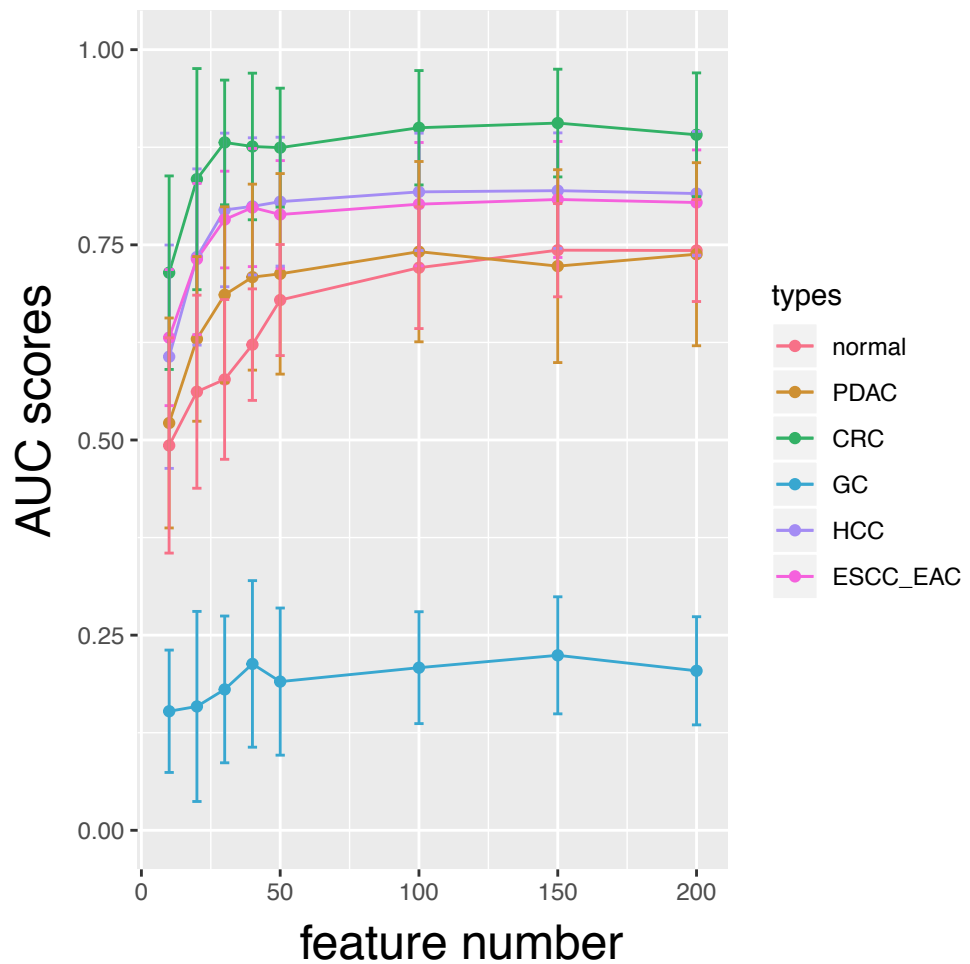 AUC scores
1.00
0.75
0.50
0.25
0.00
0
50
100
150
200
feature number
types
normal
PDAC
CRC
GC
HCC
ESCC_EAC